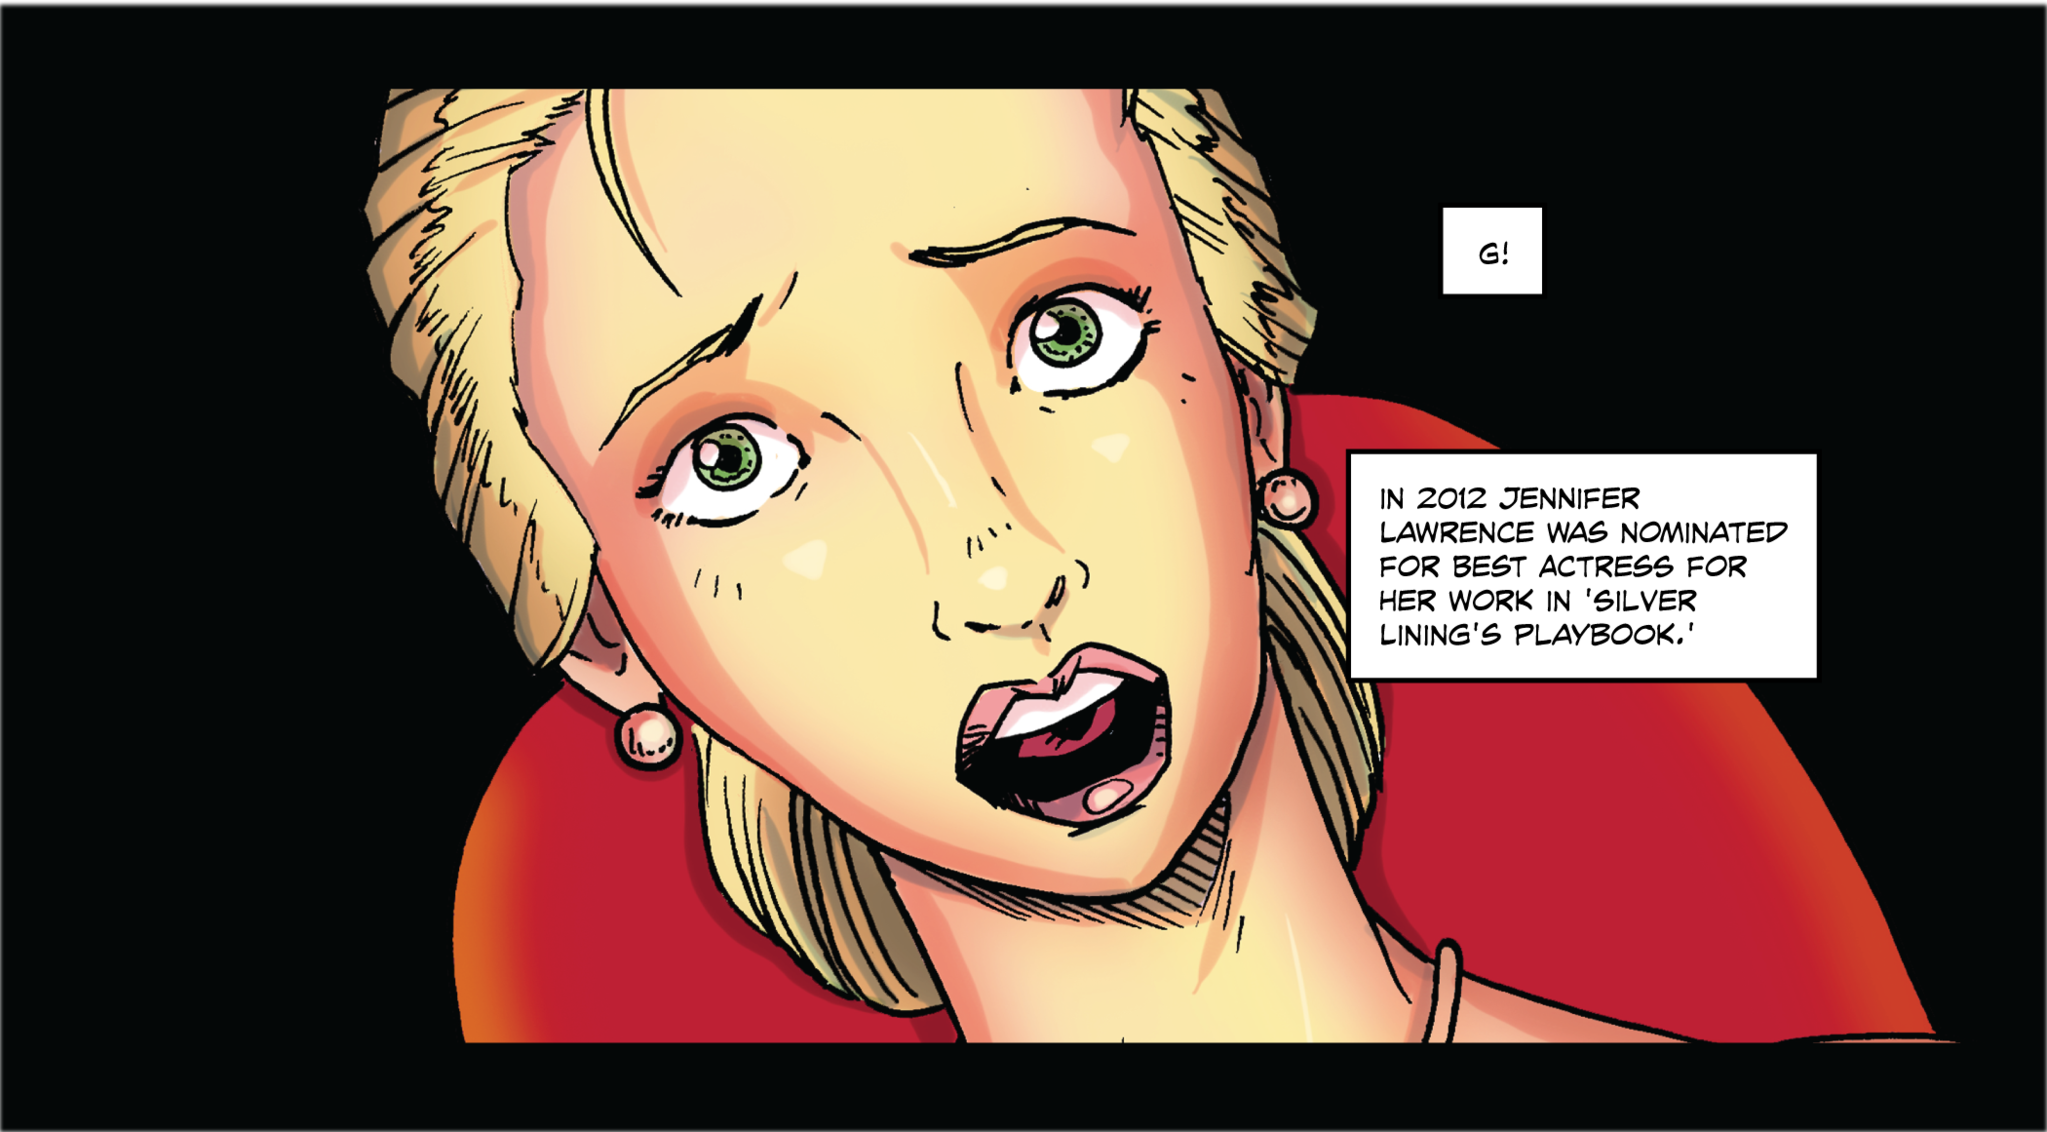 G!
IN 2012 JENNIFER
LAWRENCE WAS NOMINATED
FOR BEST ACTRESS FOR
HER WORK IN 'SILVER
LINING'S PLAYBOOK.'